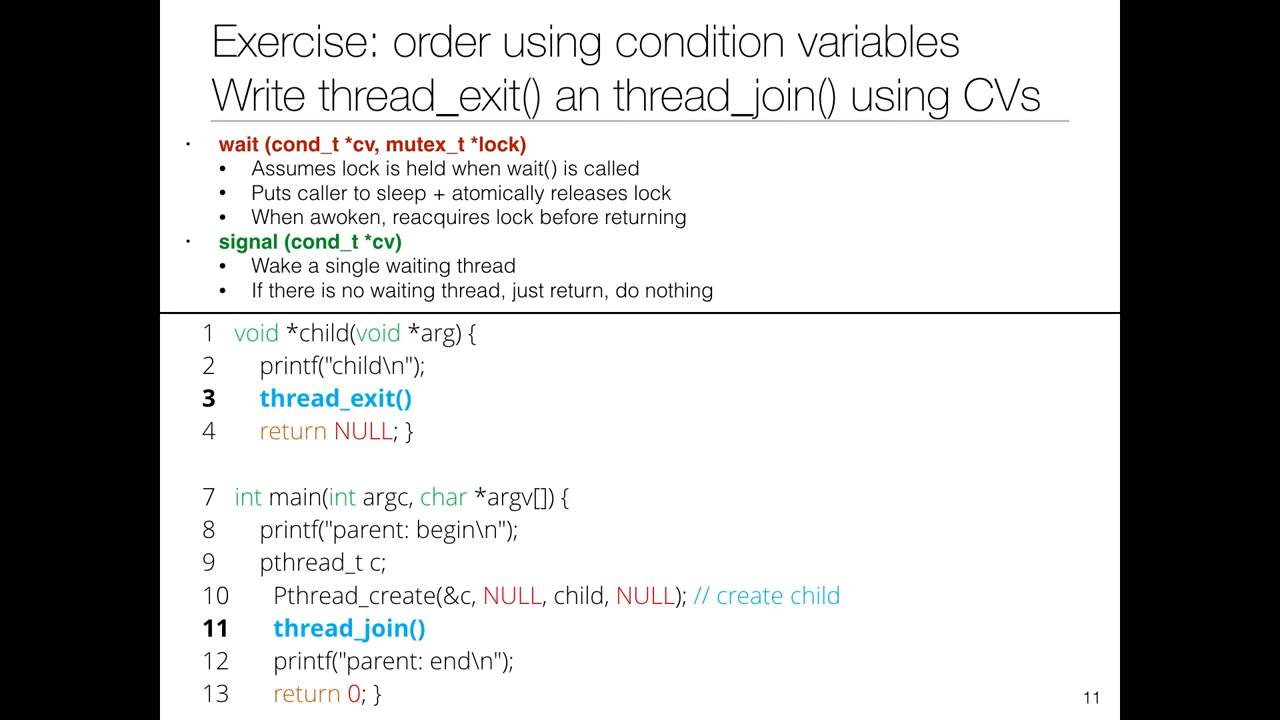 Exercise: order using condition variables
Write thread_exit() an thread_join() using CVs
• wait (cond_t *cv, mutex_t *lock)
• Assumes lock is held when wait() is called
• Puts caller to sleep + atomically releases lock
• When awoken, reacquires lock before returning
• signal (cond_t *cv)
• Wake a single waiting thread
• If there is no waiting thread, just return, do nothing
1 void *child(void *arg) {
2 printf("child\n");
3 thread_exit()
4 return NULL; }
7 int main(int argc, char *argv[]) {
8 printf("parent: begin\n");
9 pthread_t c;
10 Pthread_create(&c, NULL, child, NULL); // create child
11 thread_join()
12 printf("parent: end\n");
13 return 0; }
11